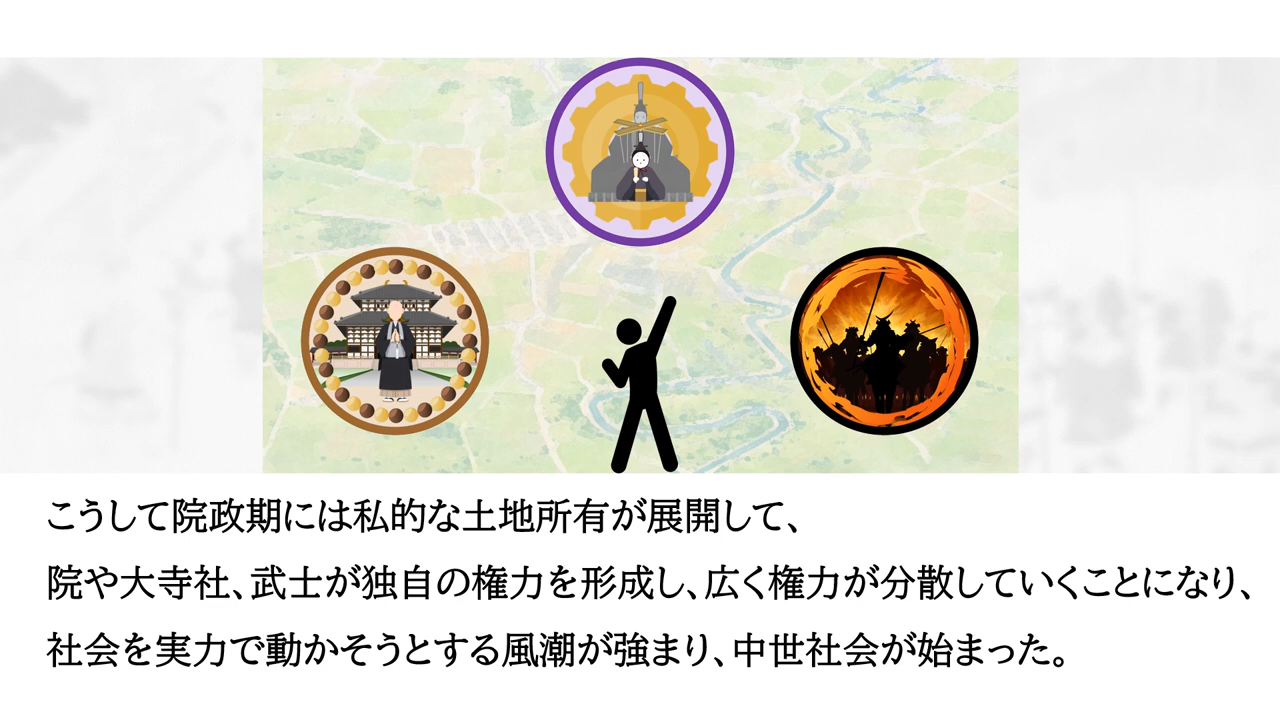 こうして院政期には私的な土地所有が展開して、
院や大寺社、武士が独自の権力を形成し、広く権力が分散していくことになり、
社会を実力で動かそうとする風潮が強まり、中世社会が始まった。